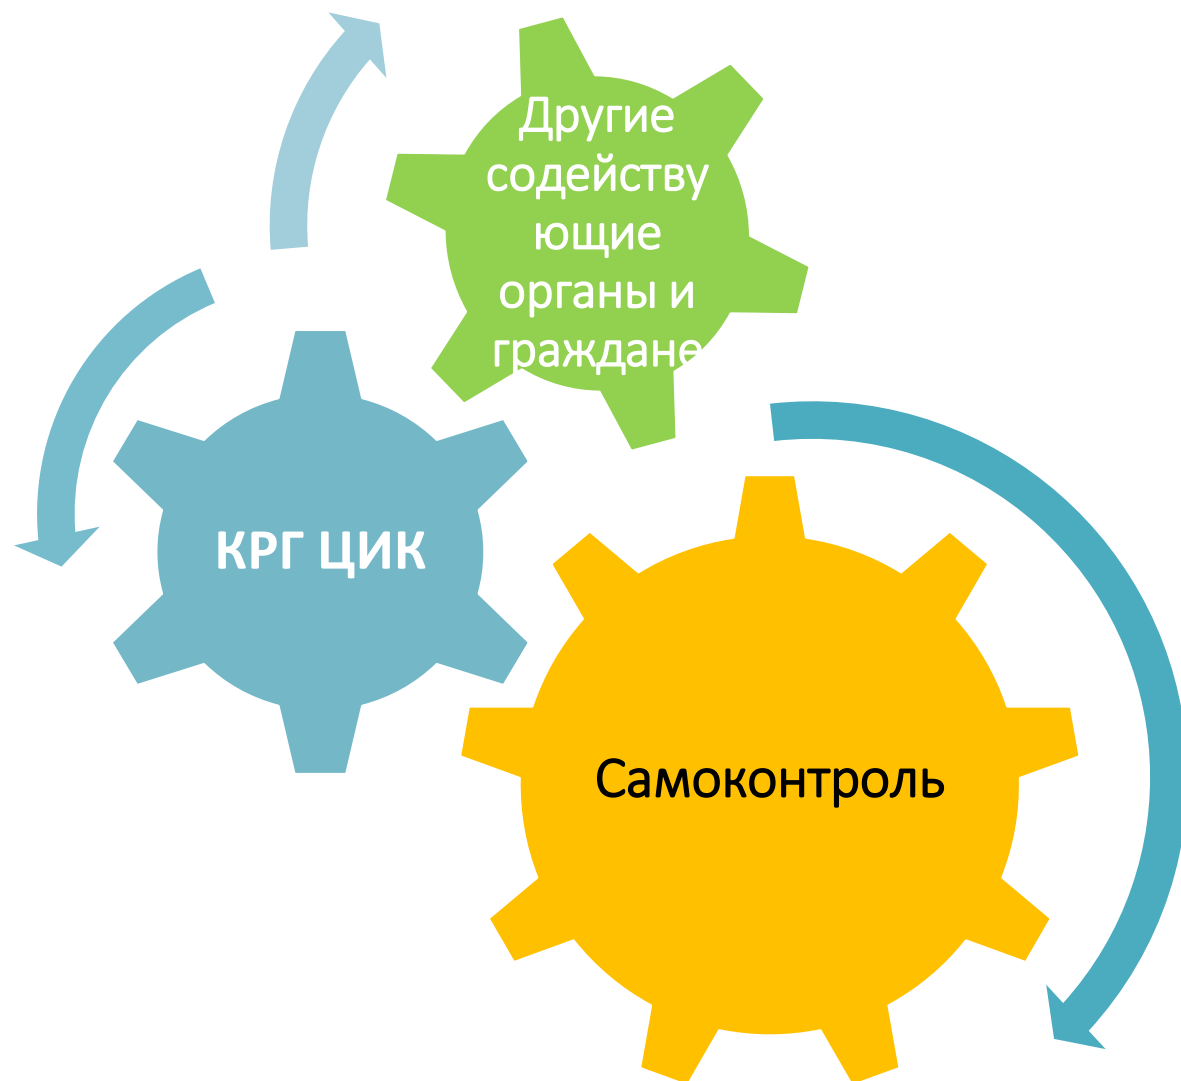 Другие
содейству
ющие
органы и
граждане
КРГ ЦИК
Самоконтроль